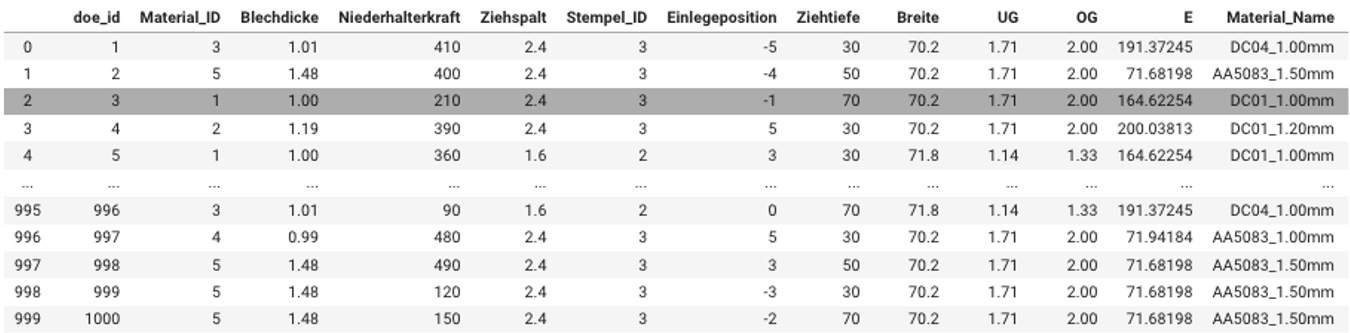 doe_id Material_ID Blechdicke Niederhalterkraft Ziehspalt Stempel_ID Einlegeposition Ziehtiefe Breite UG OG E Material_Name
0 1 3 1.01 410 2.4 3 -5 30 70.2 1.71 2.00 191.37245 DC04_1.00mm
1 2 5 1.48 400 2.4 3 -4 50 70.2 1.71 2.00 71.68198 AA5083_1.50mm
2 3 1 1.00 210 2.4 3 -1 70 70.2 1.71 2.00 164.62254 DC01_1.00mm
3 4 2 1.19 390 2.4 3 5 30 70.2 1.71 2.00 200.03813 DC01_1.20mm
4 5 1 1.00 360 1.6 2 3 30 71.8 1.14 1.33 164.62254 DC01_1.00mm
... ... ... ... ... ... ... ... ... ... ... ... ... ...
995 996 3 1.01 90 1.6 2 0 70 71.8 1.14 1.33 191.37245 DC04_1.00mm
996 997 4 0.99 480 2.4 3 5 30 70.2 1.71 2.00 71.94184 AA5083_1.00mm
997 998 5 1.48 490 2.4 3 3 50 70.2 1.71 2.00 71.68198 AA5083_1.50mm
998 999 5 1.48 120 2.4 3 -3 30 70.2 1.71 2.00 71.68198 AA5083_1.50mm
999 1000 5 1.48 150 2.4 3 -2 70 70.2 1.71 2.00 71.68198 AA5083_1.50mm